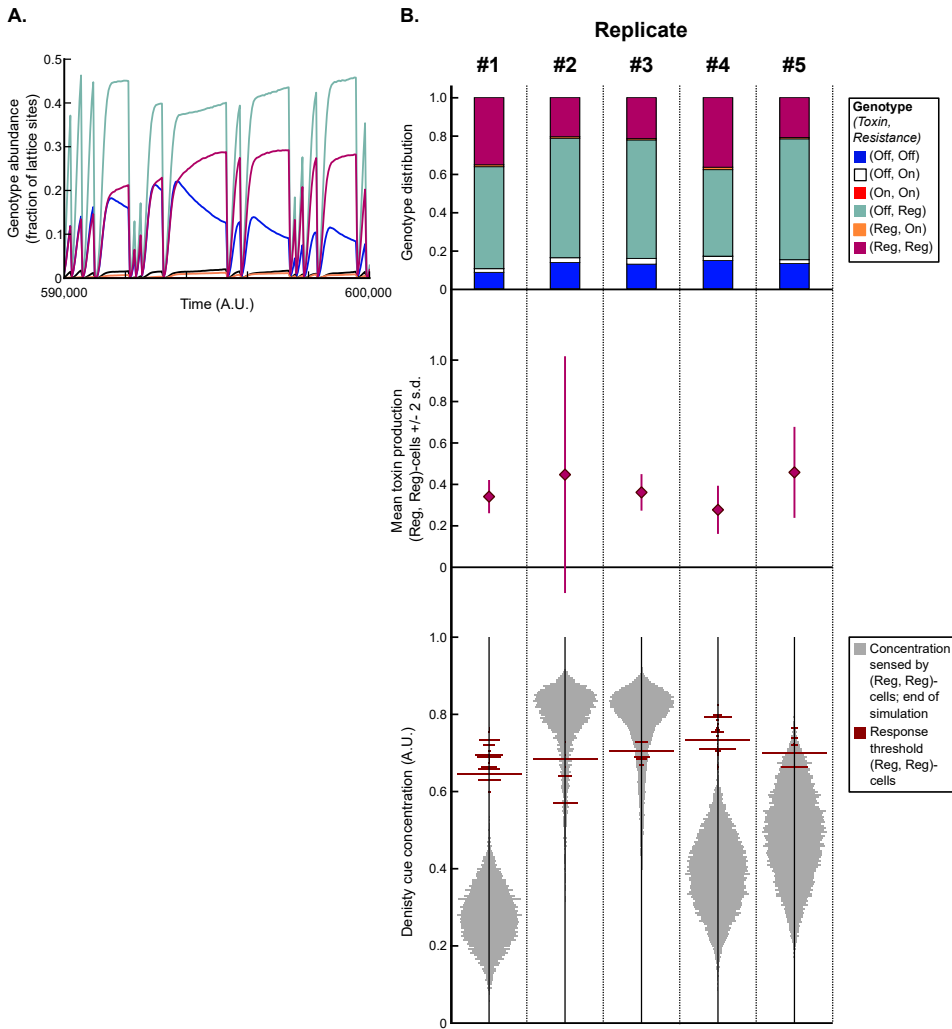 A.
Genotype abundance
(fraction of lattice sites)
0.5
0.4
0.3
0.2
0.1
0
590,000
600,000
Time (A.U.)
B.
Replicate
#1
#2
#3
#4
#5
Genotype distribution
1.0
0.8
0.6
0.4
0.2
0
Genotype
(Toxin,
Resistance)
(Off, Off)
(Off, On)
(On, On)
(Off, Reg)
(Reg, On)
(Reg, Reg)
Mean toxin production
(Reg, Reg)-cells +/- 2 s.d.
1.0
0.8
0.6
0.4
0.2
0
Denisty cue concentration (A.U.)
1.0
0.8
0.6
0.4
0.2
0
Concentration
sensed by
(Reg, Reg)-
cells; end of
simulation
Response
threshold
(Reg, Reg)-
cells